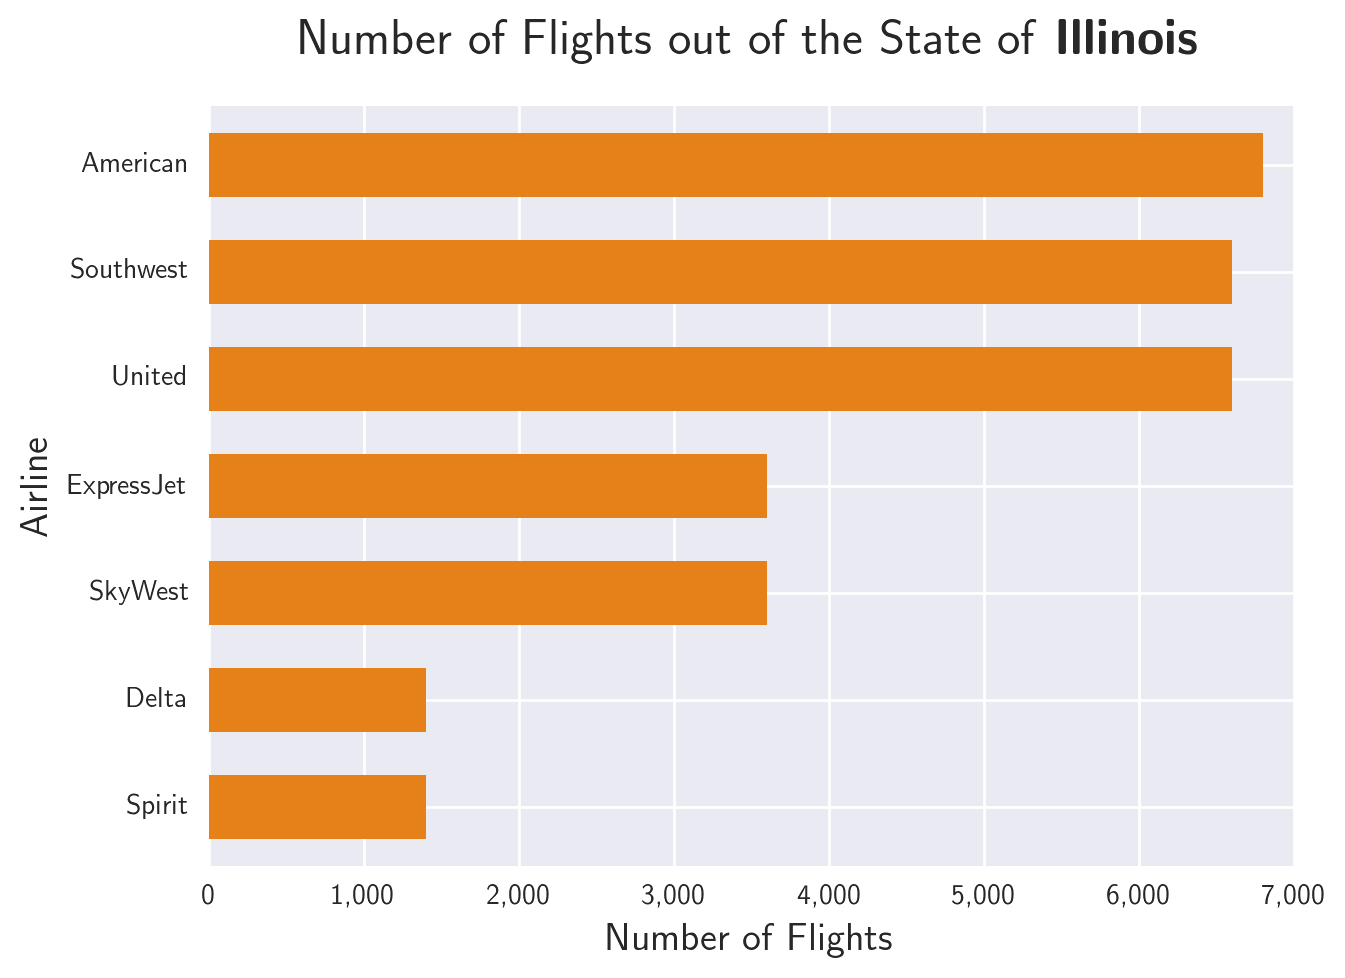 Number of Flights out of the State of Illinois
American
Southwest
United
ExpressJet
SkyWest
Delta
Spirit
Airline
0 1,000 2,000 3,000 4,000 5,000 6,000 7,000
Number of Flights